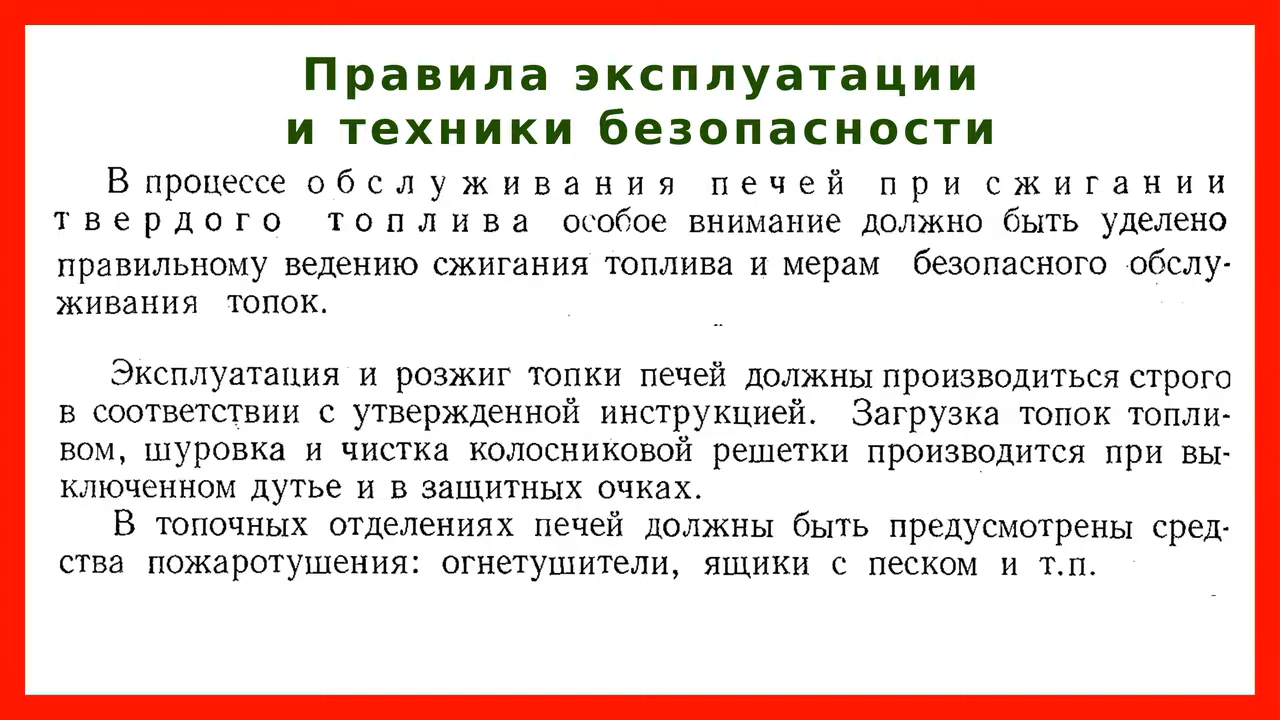 Правила эксплуатации
и техники безопасности
В процессе обслуживания печей при сжигании
твердого топлива особое внимание должно быть уделено
правильному ведению сжигания топлива и мерам безопасного обслу-
живания топок.
Эксплуатация и розжиг топки печей должны производиться строго
в соответствии с утвержденной инструкцией. Загрузка топок топли-
вом, шуровка и чистка колосниковой решетки производится при вы-
ключенном дутье и в защитных очках.
В топочных отделениях печей должны быть предусмотрены сред-
ства пожаротушения: огнетушители, ящики с песком и т.п.